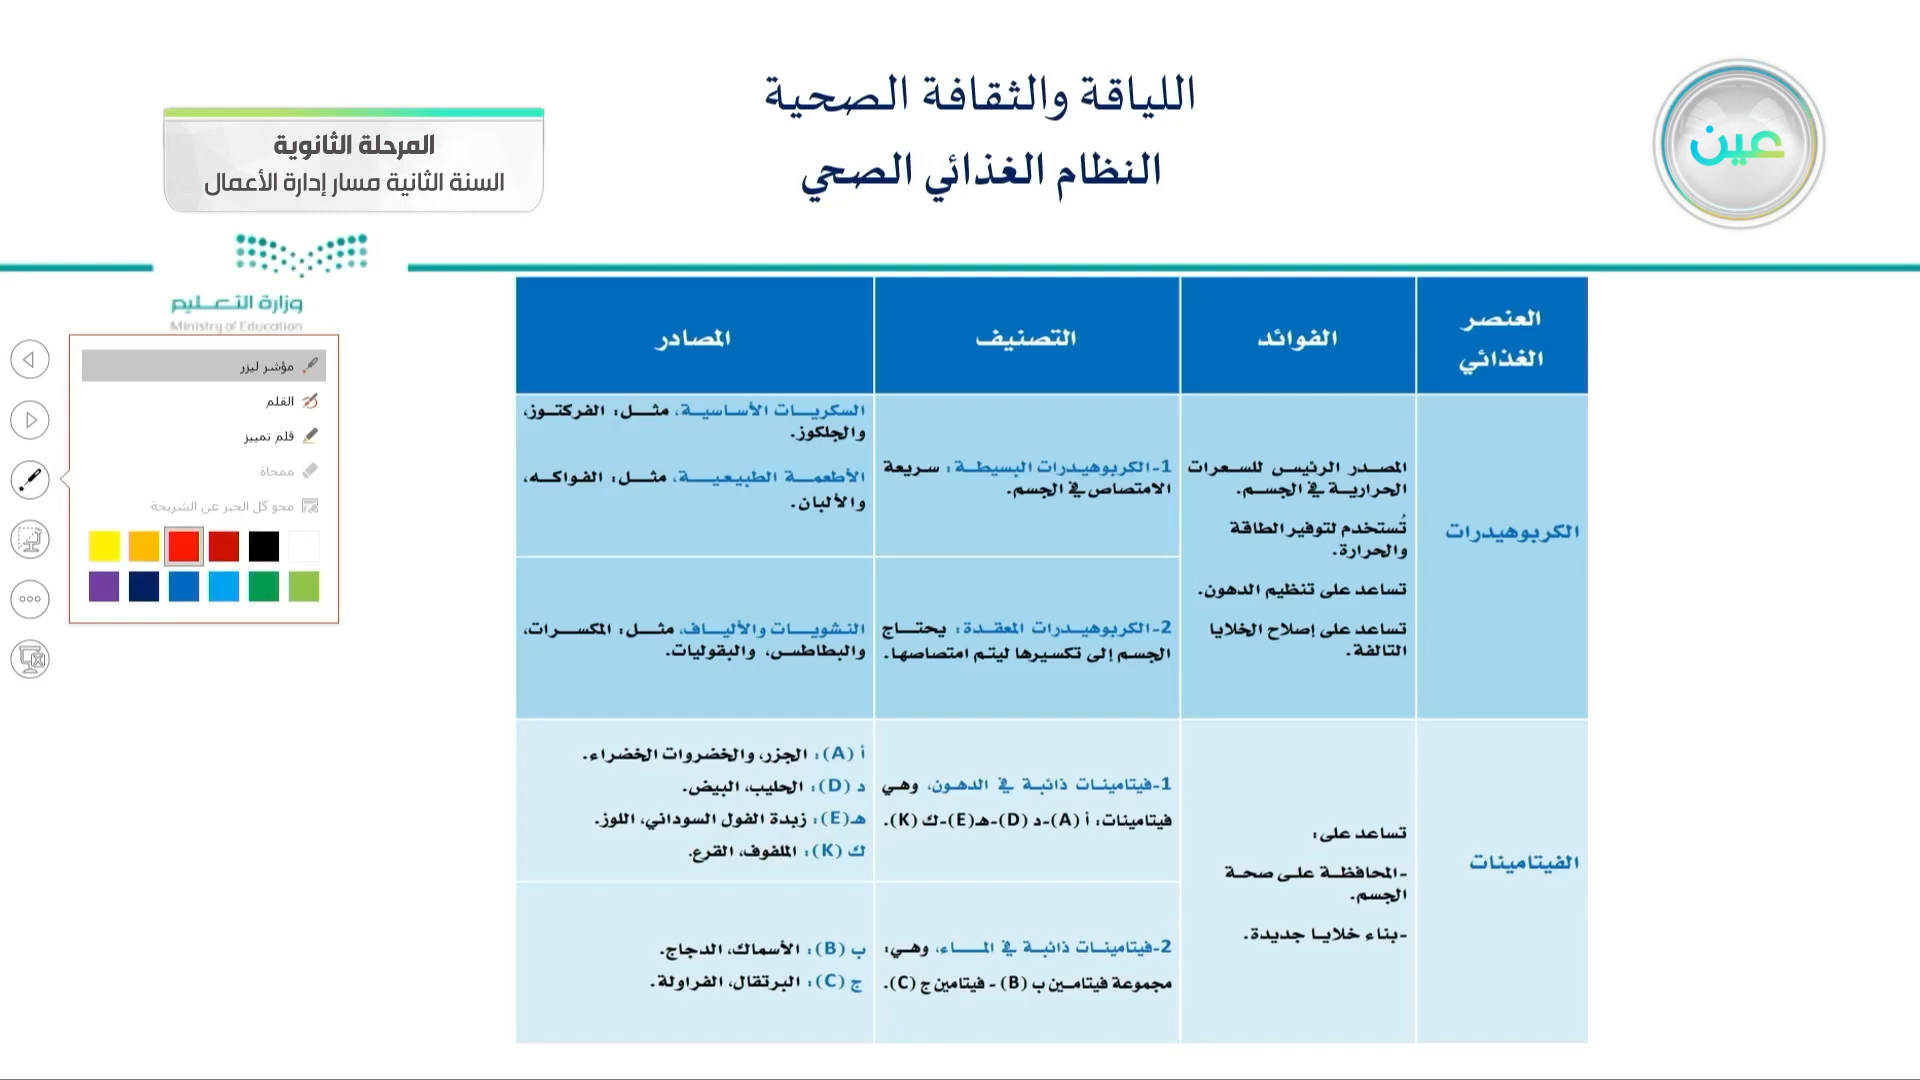 اللياقة والثقافة الصحية
النظام الغذائي الصحي
عين
المرحلة الثانوية
السنة الثانية مسار إدارة الأعمال
وزارة التعليم
Ministry of Education
مؤشر ليزر
القلم
قلم تمييز
ممحاة
محو كل الحبر عن الشريحة
العنصر
الغذائي
الفوائد
التصنيف
المصادر
الكربوهيدرات
المصدر الرئيس للسعرات
الحرارية في الجسم.
تُستخدم لتوفير الطاقة
والحرارة.
تساعد على تنظيم الدهون.
تساعد على إصلاح الخلايا
التالفة.
1-الكربوهيدرات البسيطة: سريعة
الامتصاص في الجسم.
السكريات الأساسية، مثل: الفركتوز،
والجلكوز.
الأطعمة الطبيعية، مثل: الفواكه،
والألبان.
2-الكربوهيدرات المعقدة: يحتاج
الجسم إلى تكسيرها ليتم امتصاصها.
النشويات والألياف، مثل: المكسرات،
والبطاطس، والبقوليات.
الفيتامينات
تساعد على:
-المحافظة على صحة
الجسم.
-بناء خلايا جديدة.
1-فيتامينات ذائبة في الدهون، وهي
فيتامينات: أ (A)-د (D)-هـ(E)-ك (K).
أ (A): الجزر، والخضروات الخضراء.
د (D): الحليب، البيض.
هـ(E): زبدة الفول السوداني، اللوز.
ك (K): الملفوف، القرع.
2-فيتامينات ذائبة في الماء، وهي:
مجموعة فيتامين ب (B) - فيتامين ج (C).
ب (B): الأسماك، الدجاج.
ج (C): البرتقال، الفراولة.